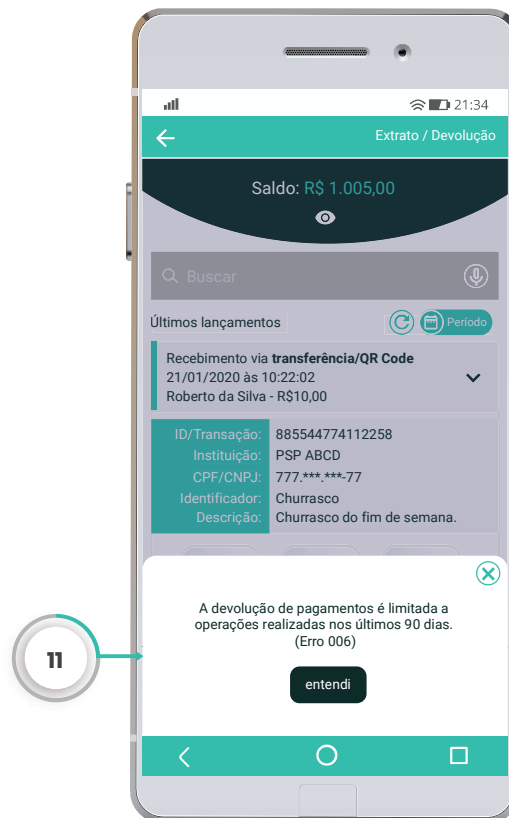 21:34
Extrato / Devolução
Saldo: R$ 1.005,00
Buscar
Últimos lançamentos
Período
Recebimento via transferência/QR Code
21/01/2020 às 10:22:02
Roberto da Silva - R$10,00
ID/Transação: 885544774112258
Instituição: PSP ABCD
CPF/CNPJ: 777.***.***-77
Identificador: Churrasco
Descrição: Churrasco do fim de semana.
A devolução de pagamentos é limitada a
operações realizadas nos últimos 90 dias.
(Erro 006)
11
entendi